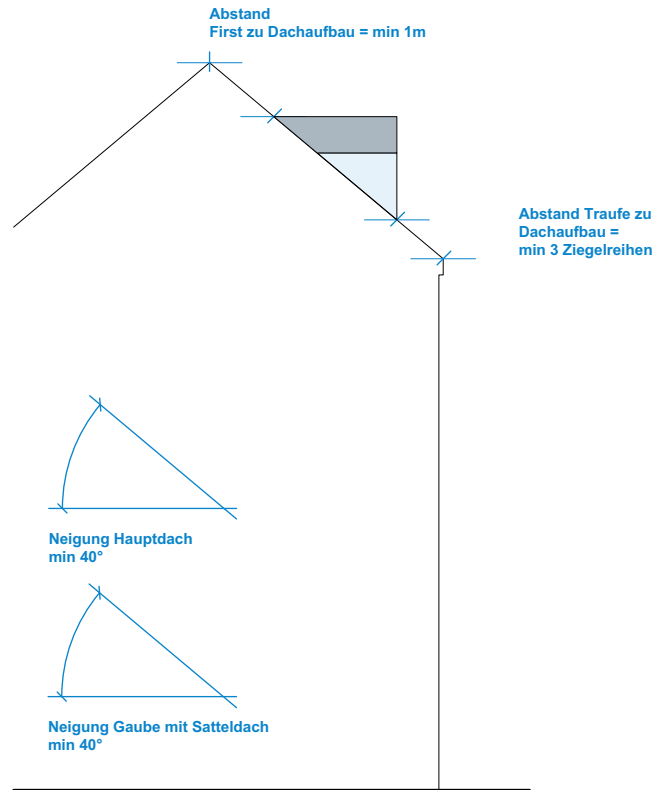 Abstand
First zu Dachaufbau = min 1m
Abstand Traufe zu
Dachaufbau =
min 3 Ziegelreihen
Neigung Hauptdach
min 40°
Neigung Gaube mit Satteldach
min 40°